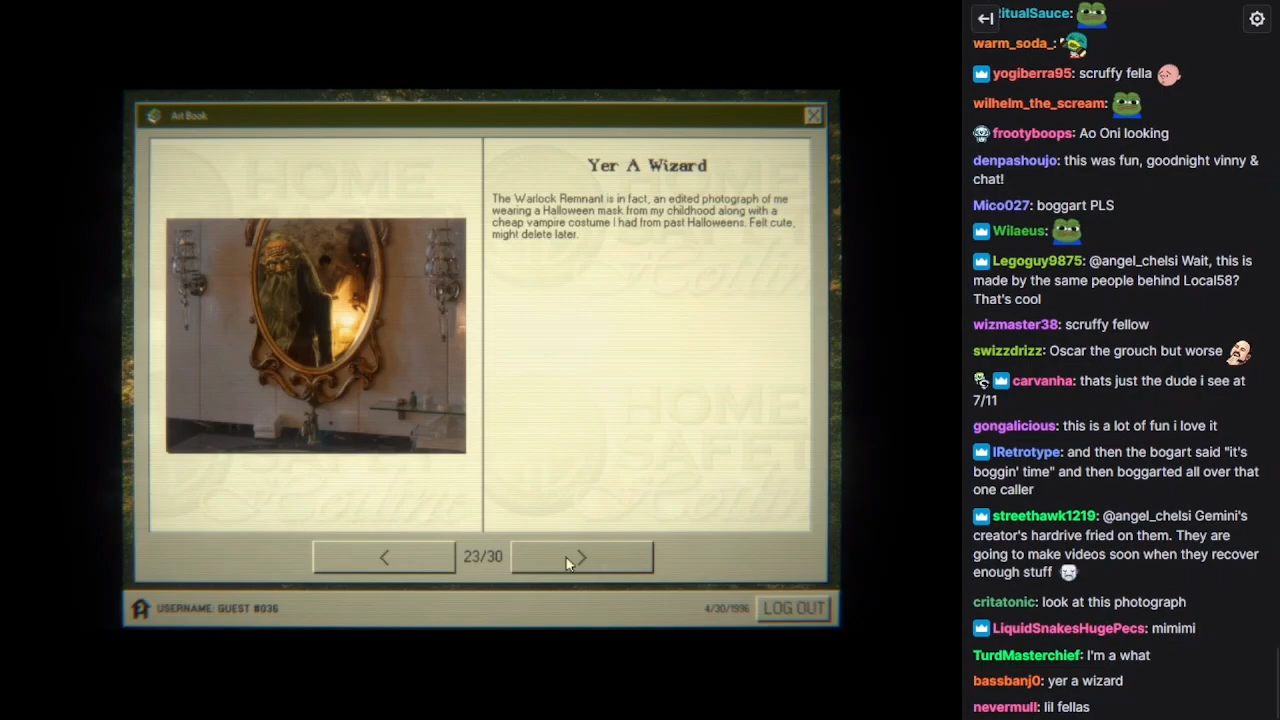 Art Book
Yer A Wizard
The Warlock Remnant is in fact, an edited photograph of me
wearing a Halloween mask from my childhood along with a
cheap vampire costume I had from past Halloweens. Felt cute,
might delete later.
HOME
HOME
23/30
USERNAME: GUEST #036
4/30/1996
LOG OUT
RitualSauce:
warm_soda_:
yogiberra95: scruffy fella
wilhelm_the_scream:
frootyboops: Ao Oni looking
denpashoujo: this was fun, goodnight vinny &
chat!
Mico027: boggart PLS
Wilaeus:
Legoguy9875: @angel_chelsi Wait, this is
made by the same people behind Local58?
That's cool
wizmaster38: scruffy fellow
swizzdrizz: Oscar the grouch but worse
carvanha: thats just the dude i see at
7/11
gongalicious: this is a lot of fun i love it
IRetrotype: and then the bogart said "it's
boggin' time" and then boggarted all over that
one caller
streethawk1219: @angel_chelsi Gemini's
creator's hardrive fried on them. They are
going to make videos soon when they recover
enough stuff
critatonic: look at this photograph
LiquidSnakesHugePecs: mimimi
TurdMasterchief: I'm a what
bassbanj0: yer a wizard
nevermull: lil fellas